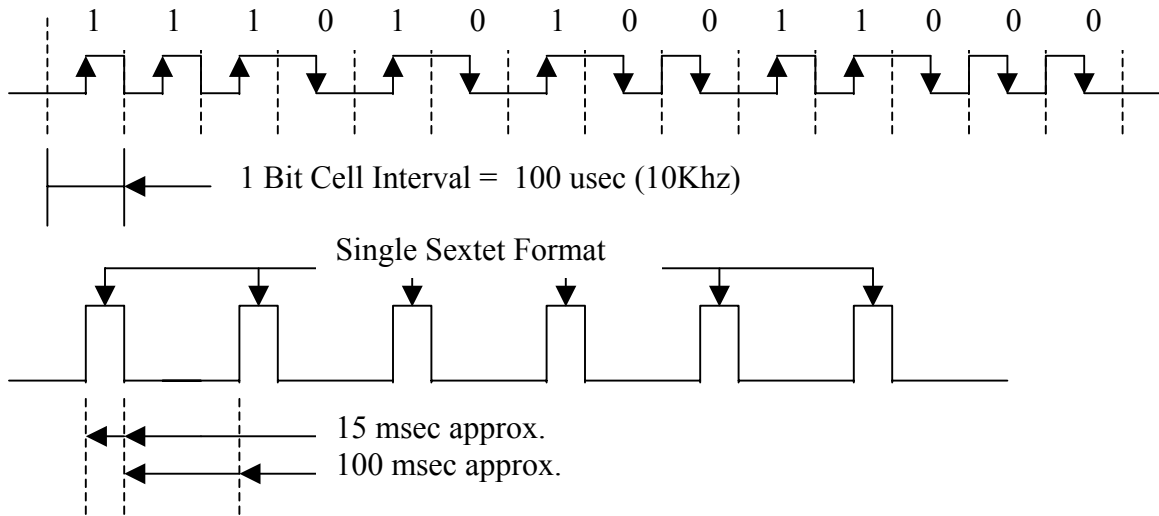 1 1 1 0 1 0 1 0 0 1 1 0 0 0
1 Bit Cell Interval = 100 usec (10Khz)
Single Sextet Format
15 msec approx.
100 msec approx.